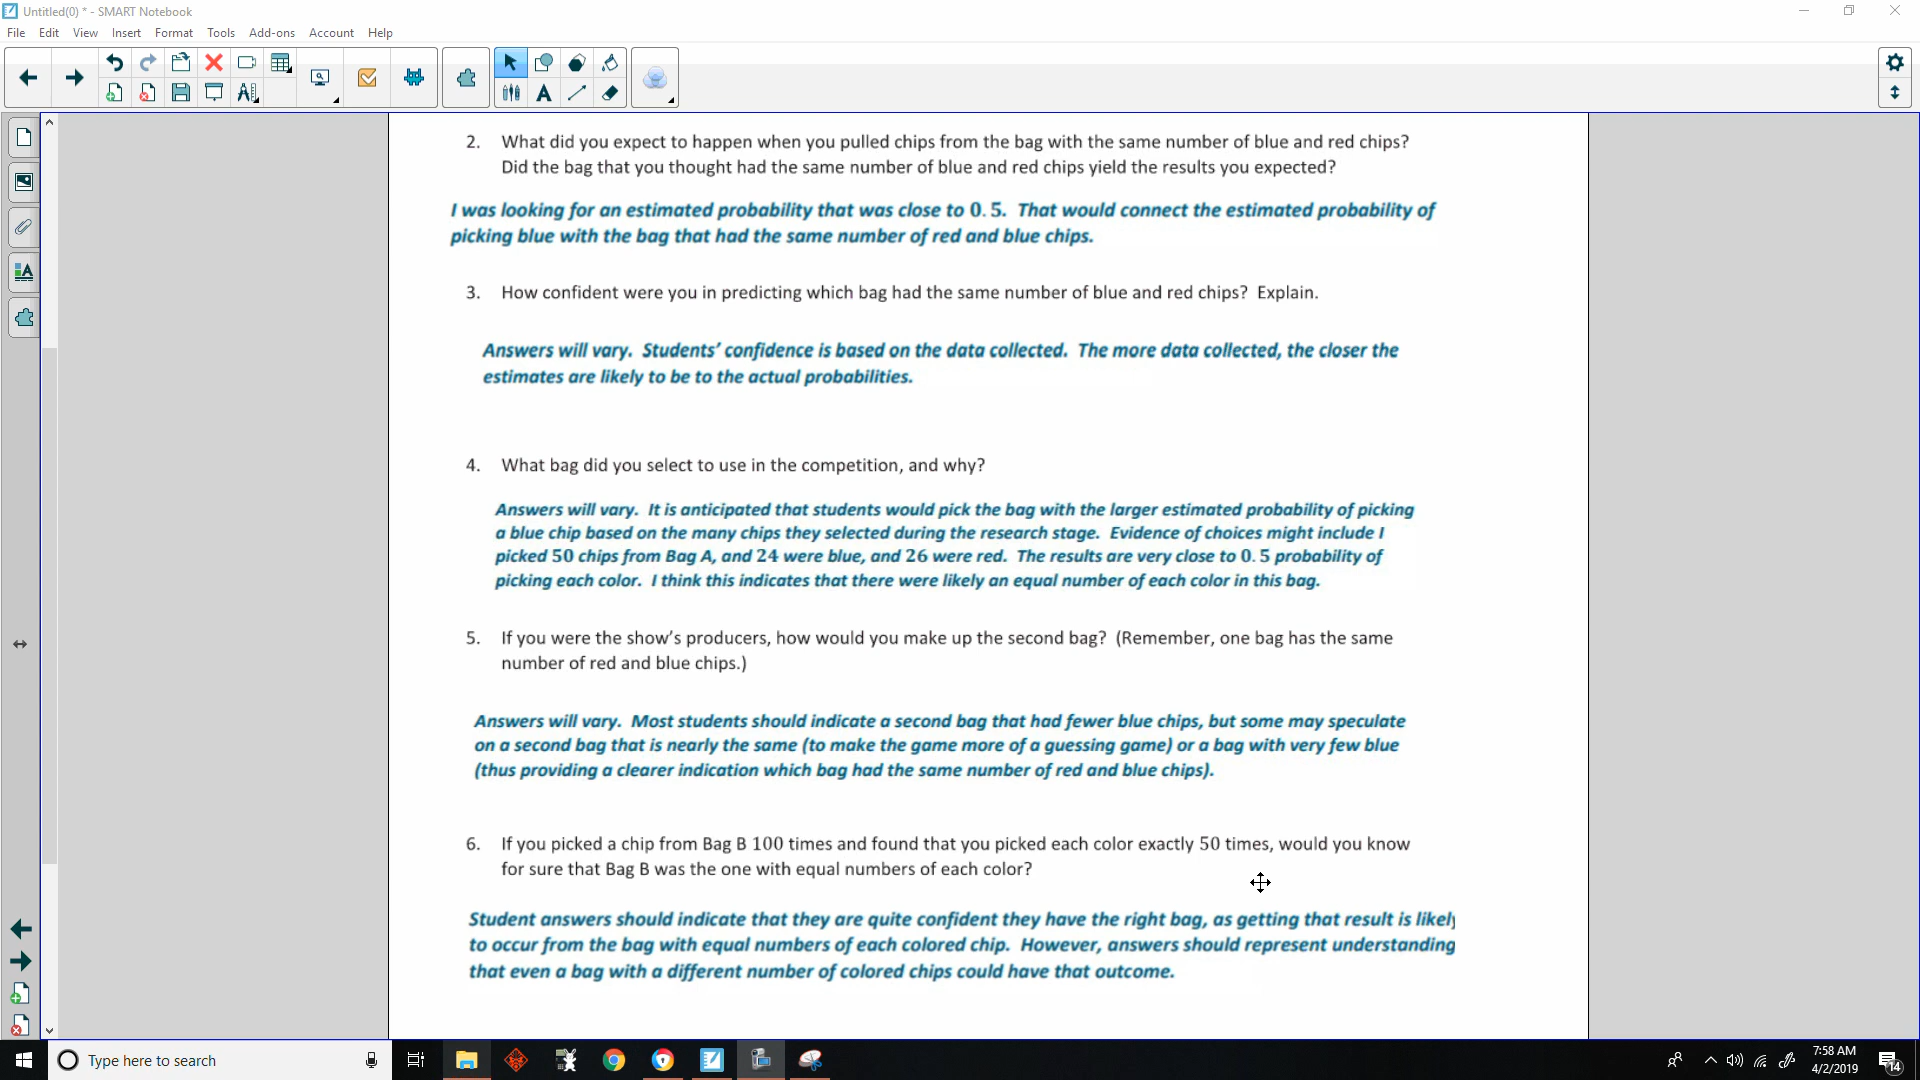 Untitled(0) * - SMART Notebook
File Edit View Insert Format Tools Add-ons Account Help
2. What did you expect to happen when you pulled chips from the bag with the same number of blue and red chips?
Did the bag that you thought had the same number of blue and red chips yield the results you expected?
I was looking for an estimated probability that was close to 0.5. That would connect the estimated probability of
picking blue with the bag that had the same number of red and blue chips.
3. How confident were you in predicting which bag had the same number of blue and red chips? Explain.
Answers will vary. Students' confidence is based on the data collected. The more data collected, the closer the
estimates are likely to be to the actual probabilities.
4. What bag did you select to use in the competition, and why?
Answers will vary. It is anticipated that students would pick the bag with the larger estimated probability of picking
a blue chip based on the many chips they selected during the research stage. Evidence of choices might include I
picked 50 chips from Bag A, and 24 were blue, and 26 were red. The results are very close to 0.5 probability of
picking each color. I think this indicates that there were likely an equal number of each color in this bag.
5. If you were the show's producers, how would you make up the second bag? (Remember, one bag has the same
number of red and blue chips.)
Answers will vary. Most students should indicate a second bag that had fewer blue chips, but some may speculate
on a second bag that is nearly the same (to make the game more of a guessing game) or a bag with very few blue
(thus providing a clearer indication which bag had the same number of red and blue chips).
6. If you picked a chip from Bag B 100 times and found that you picked each color exactly 50 times, would you know
for sure that Bag B was the one with equal numbers of each color?
Student answers should indicate that they are quite confident they have the right bag, as getting that result is likely
to occur from the bag with equal numbers of each colored chip. However, answers should represent understanding
that even a bag with a different number of colored chips could have that outcome.
Type here to search
7:58 AM
4/2/2019
14